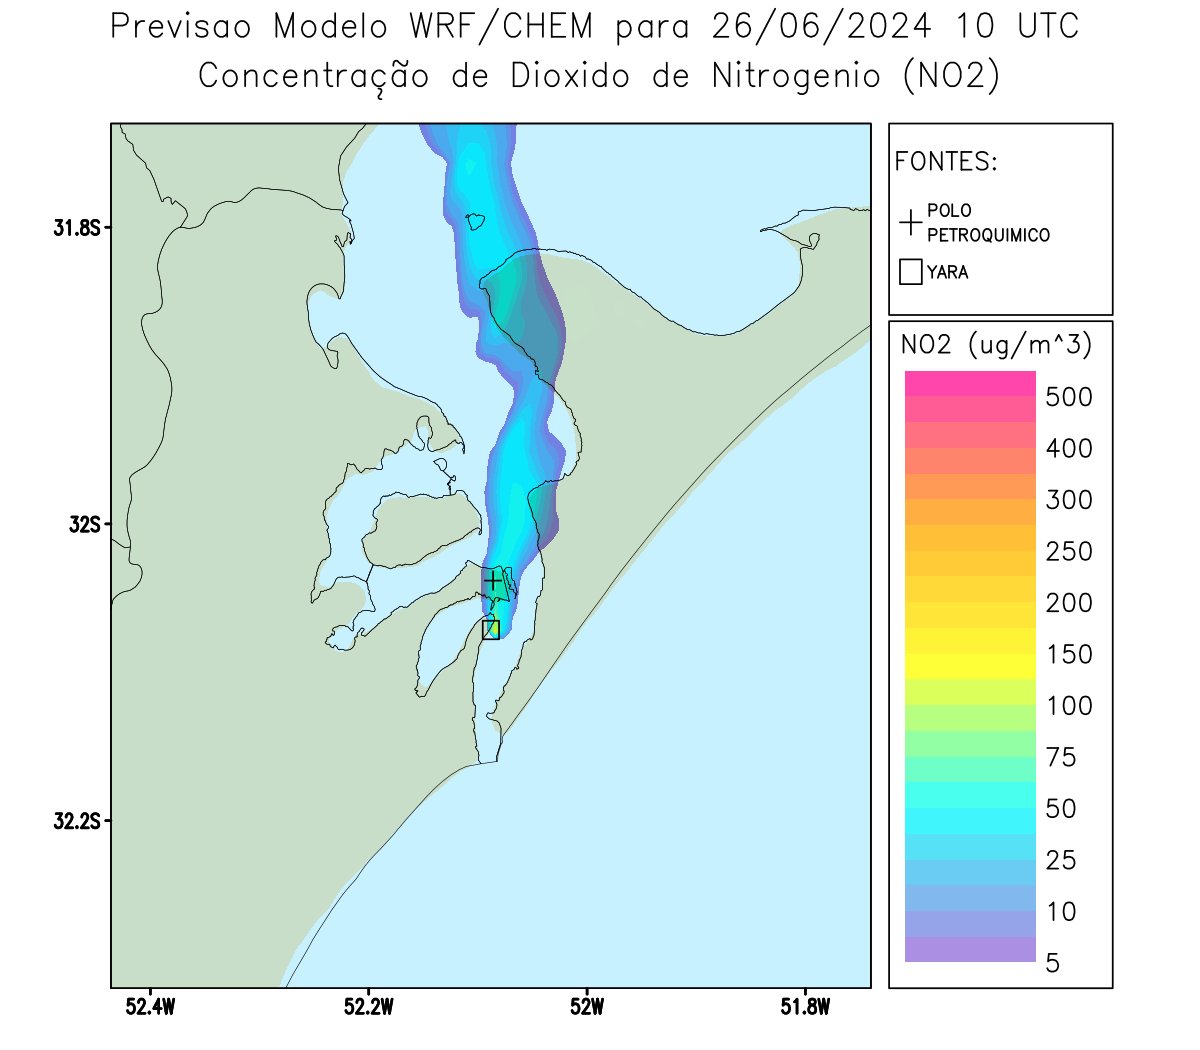 Previsao Modelo WRF/CHEM para 26/06/2024 10 UTC
Concentração de Dioxido de Nitrogenio (NO2)
FONTES:
POLO
PETROQUIMICO
YARA
NO2 (ug/m^3)
500
400
300
250
200
150
100
75
50
25
10
5
31.8S
32S
32.2S
52.4W
52.2W
52W
51.8W